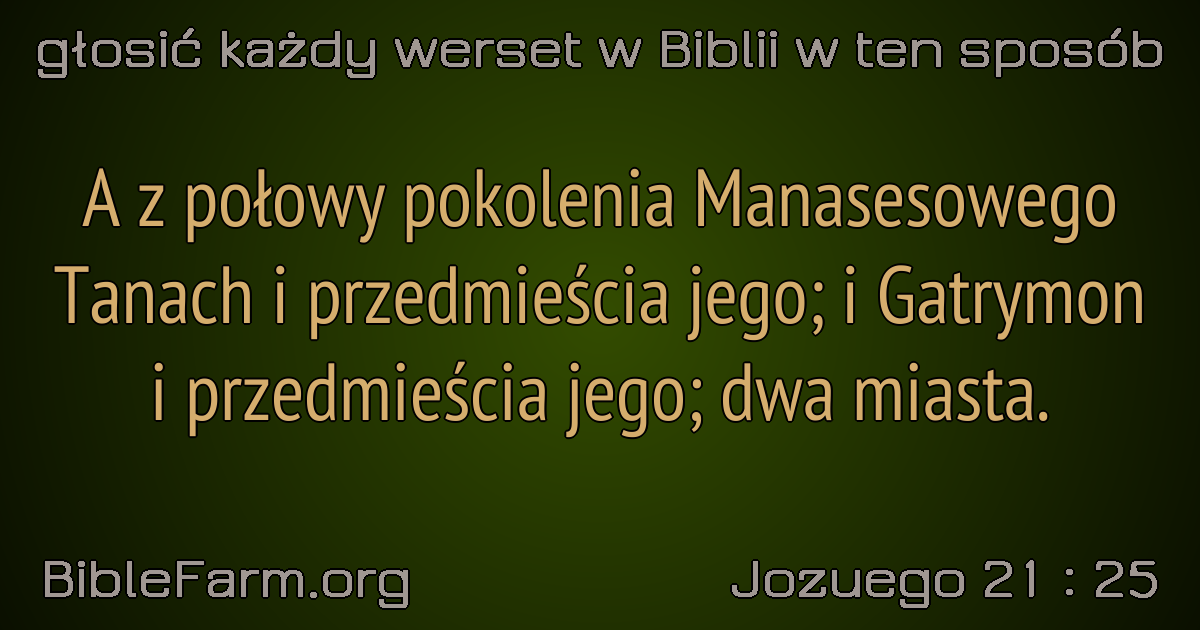 głosić każdy werset w Biblii w ten sposób
A z połowy pokolenia Manasesowego
Tanach i przedmieścia jego; i Gatrymon
i przedmieścia jego; dwa miasta.
BibleFarm.org
Jozuego 21 : 25